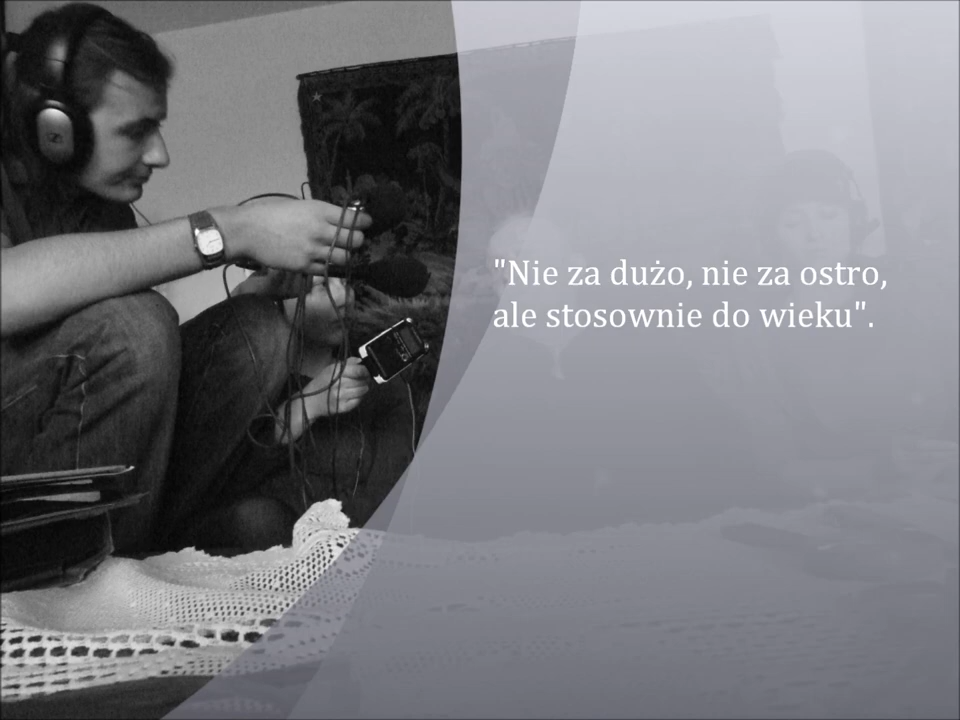 "Nie za dużo, nie za ostro,
ale stosownie do wieku".